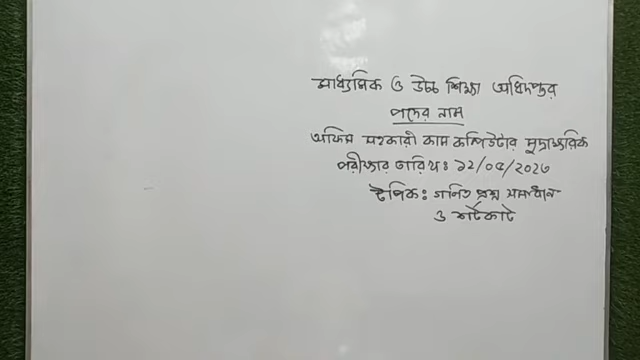 মাধ্যমিক ও উচ্চ শিক্ষা অধিদপ্তর
পদের নাম
অফিস সহকারী কাম কম্পিউটার মুদ্রাক্ষরিক
পরীক্ষার তারিখঃ ১২/০৫/২০২৩
টপিক: গনিত প্রশ্ন সমাধান
ও শর্টকাট